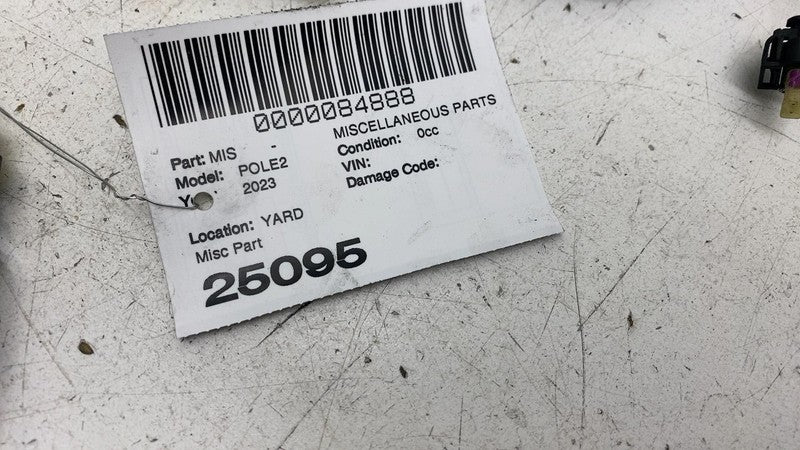 0000084888
MISCELLANEOUS PARTS
Part: MIS -
Condition: 0cc
Model: POLE2
VIN:
2023
Damage Code:
Location: YARD
Misc Part
25095